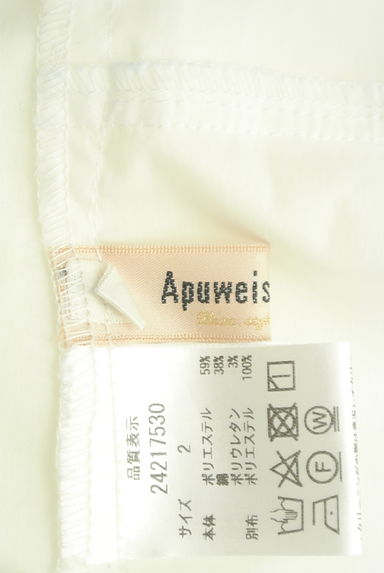 Apuweis
品質表示
24217530
サイズ 2
本体 ポリエステル 59%
綿 38%
ポリウレタン 3%
別布 ポリエステル 100%
F W